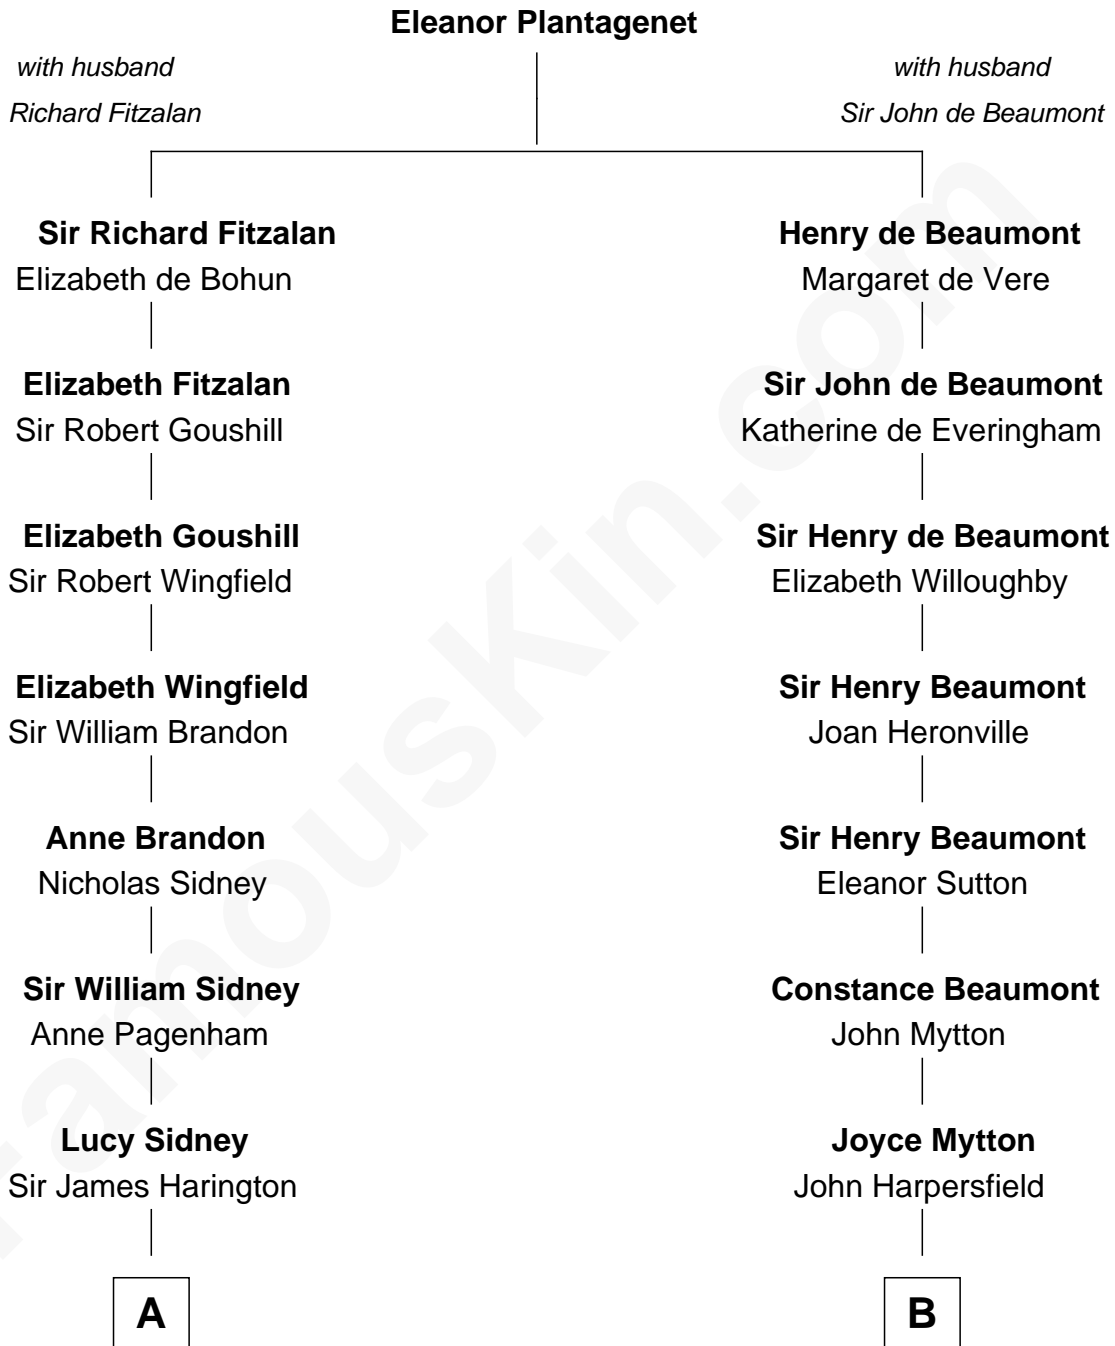 Eleanor Plantagenet
with husband
Richard Fitzalan
with husband
Sir John de Beaumont
Sir Richard Fitzalan
Elizabeth de Bohun
Henry de Beaumont
Margaret de Vere
Elizabeth Fitzalan
Sir Robert Goushill
Sir John de Beaumont
Katherine de Everingham
Elizabeth Goushill
Sir Robert Wingfield
Sir Henry de Beaumont
Elizabeth Willoughby
Elizabeth Wingfield
Sir William Brandon
Sir Henry Beaumont
Joan Heronville
Anne Brandon
Nicholas Sidney
Sir Henry Beaumont
Eleanor Sutton
Sir William Sidney
Anne Pagenham
Constance Beaumont
John Mytton
Lucy Sidney
Sir James Harington
Joyce Mytton
John Harpersfield
A
B
FamousKin.com